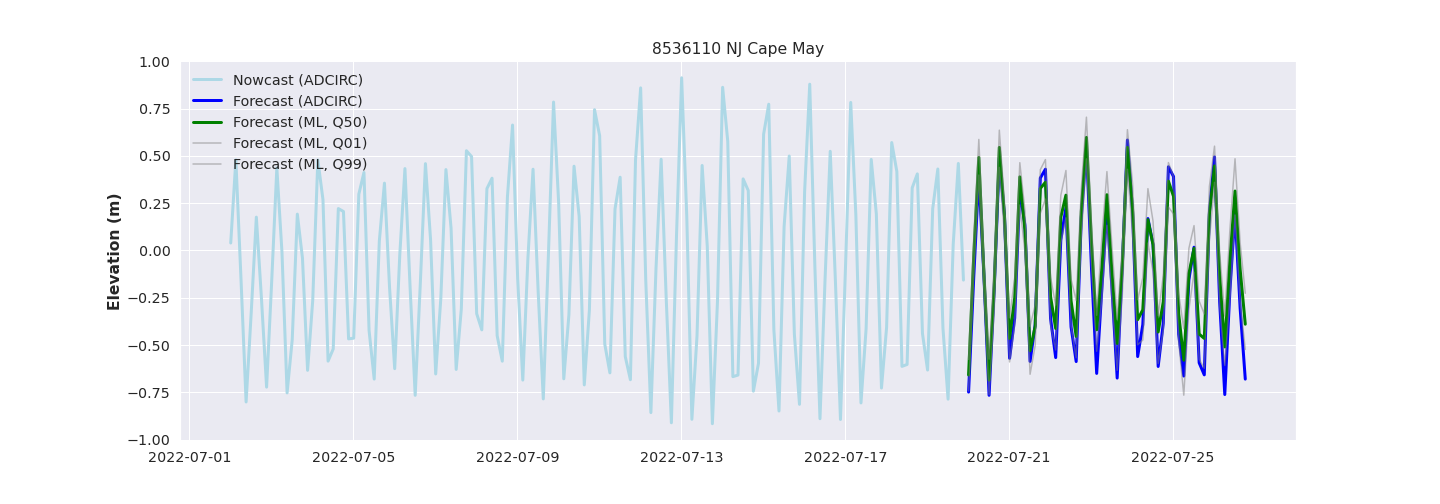 8536110 NJ Cape May
1.00
0.75
0.50
0.25
0.00
−0.25
−0.50
−0.75
−1.00
Elevation (m)
Nowcast (ADCIRC)
Forecast (ADCIRC)
Forecast (ML, Q50)
Forecast (ML, Q01)
Forecast (ML, Q99)
2022-07-01 2022-07-05 2022-07-09 2022-07-13 2022-07-17 2022-07-21 2022-07-25